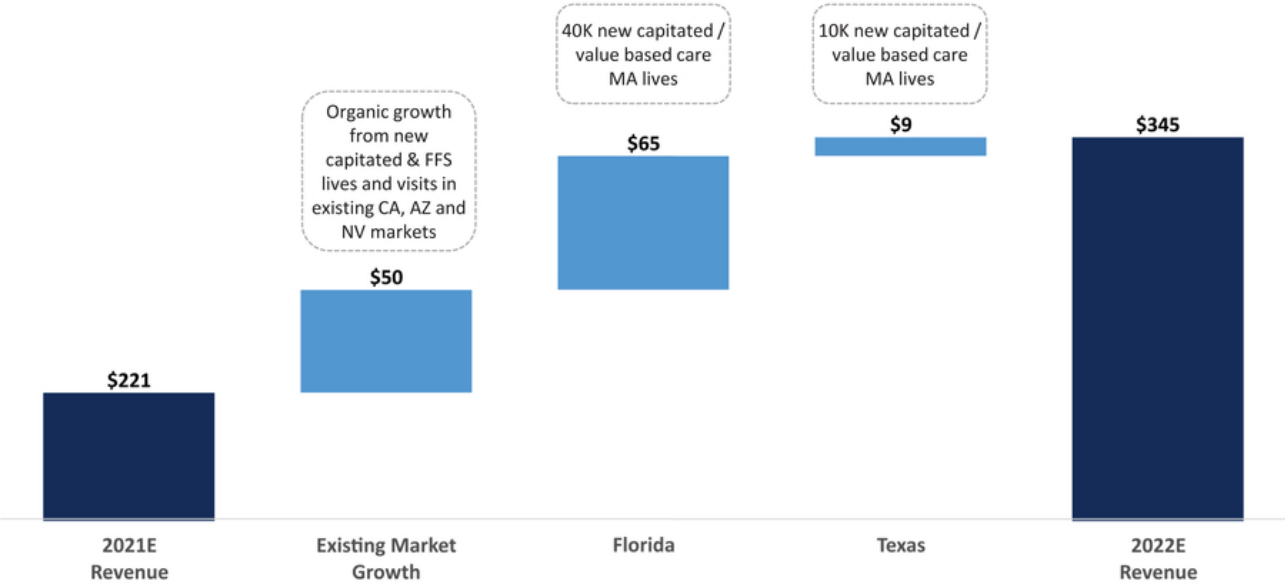 40K new capitated /
value based care
MA lives
10K new capitated /
value based care
MA lives
Organic growth
from new
capitated & FFS
lives and visits in
existing CA, AZ and
NV markets
$221
$50
$65
$9
$345
2021E
Revenue
Existing Market
Growth
Florida
Texas
2022E
Revenue